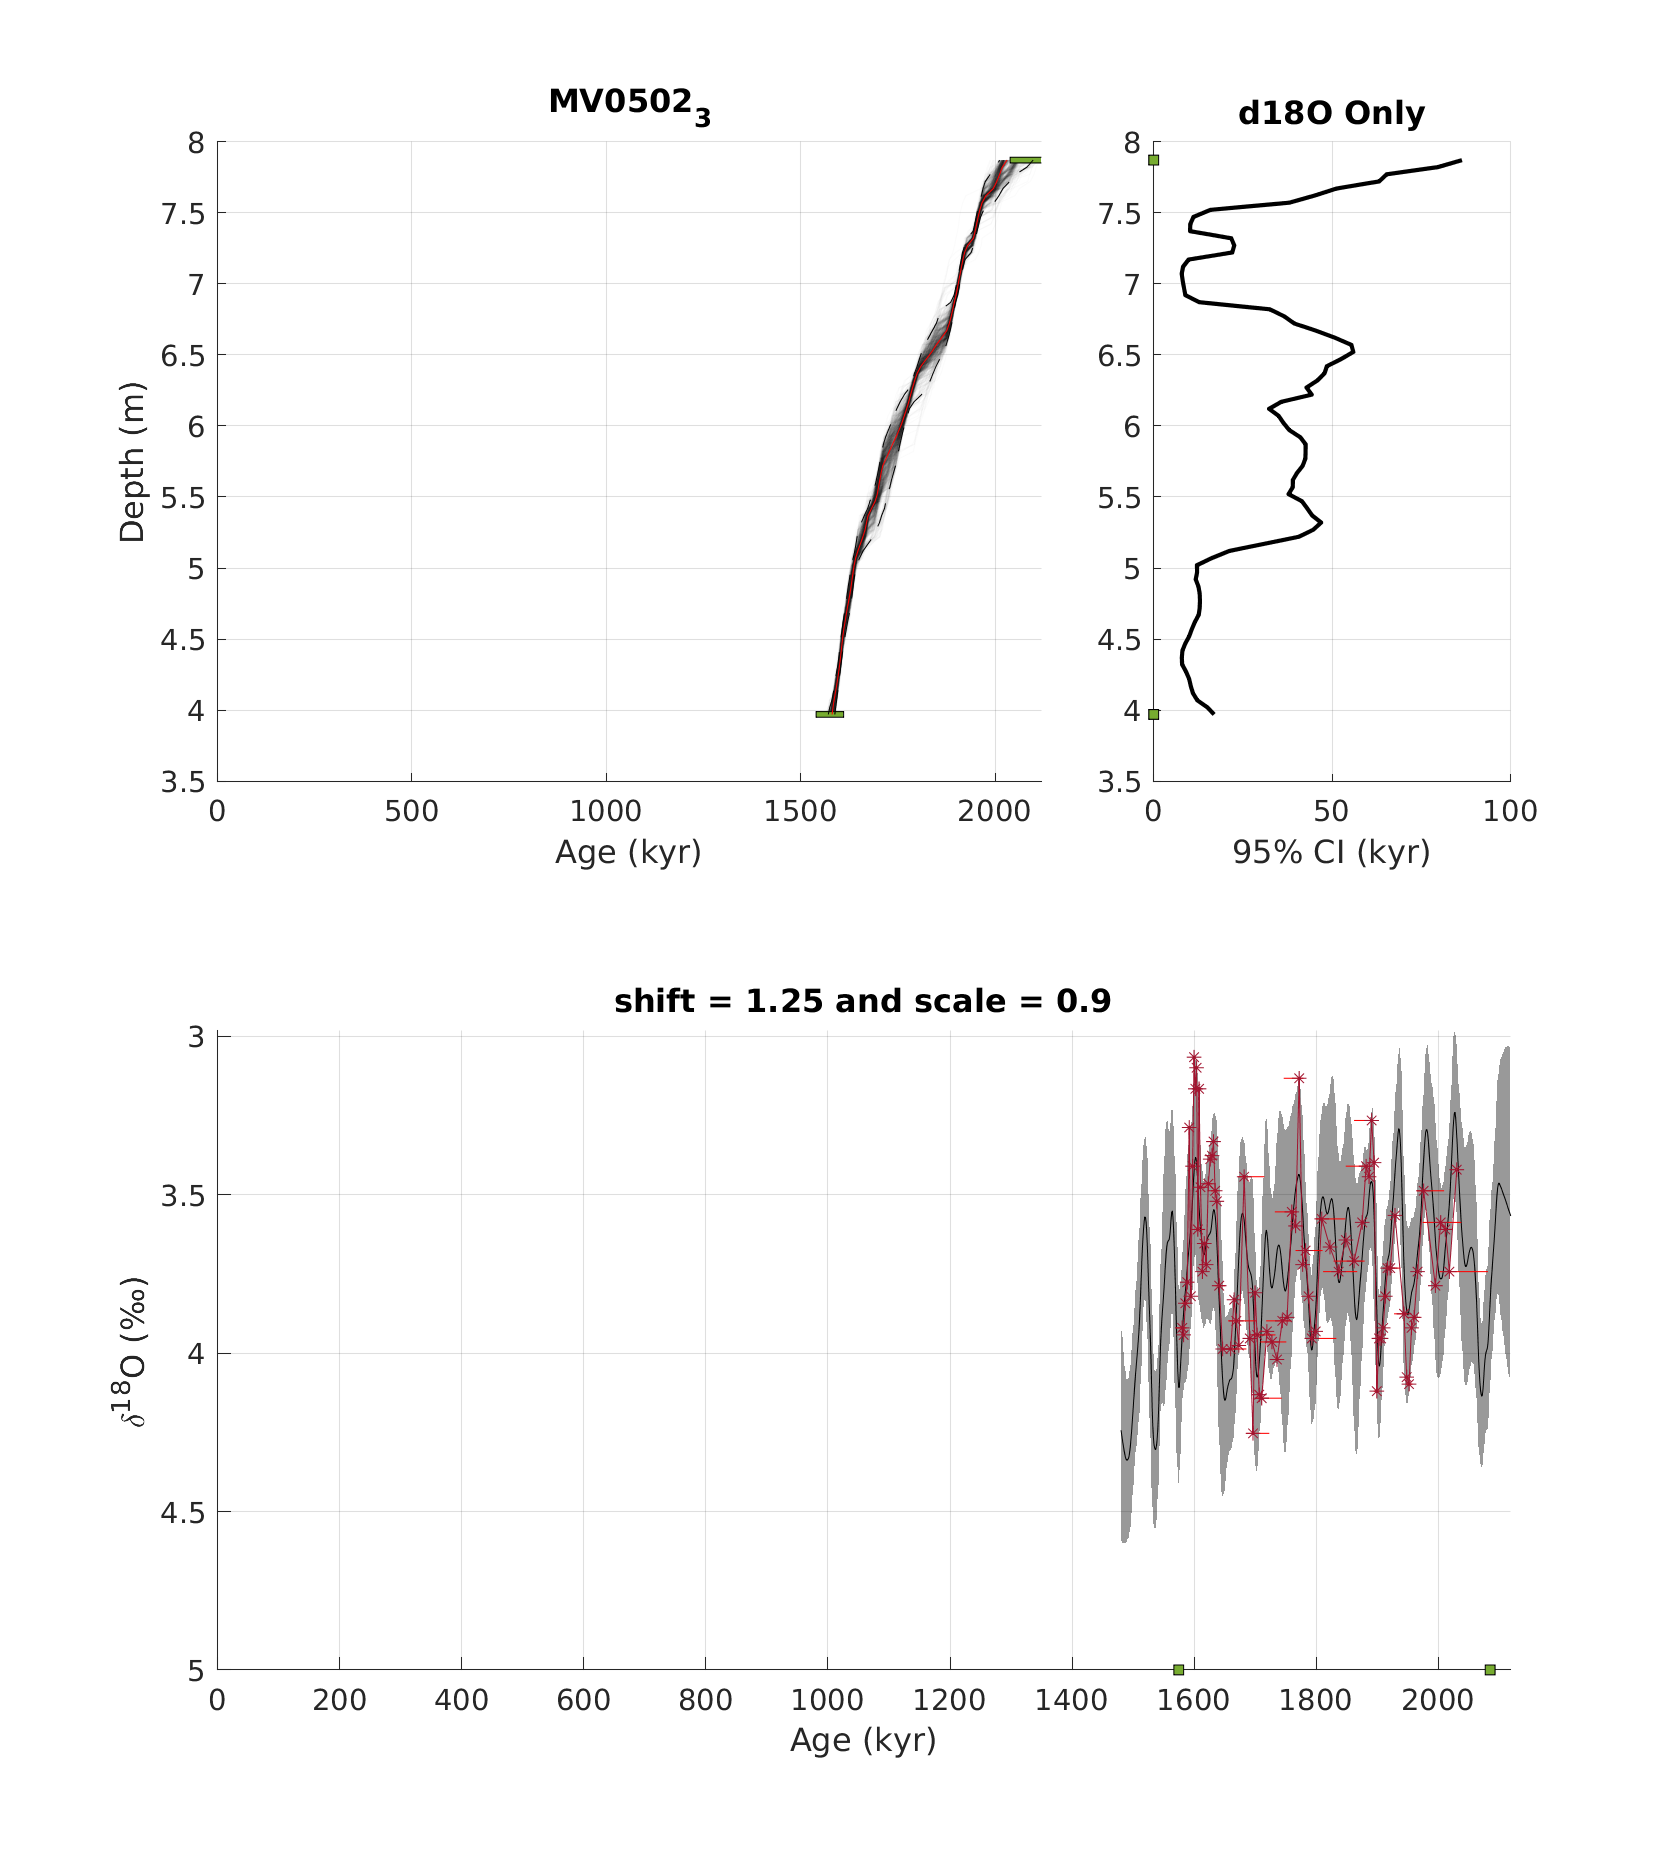 MV0502₃
8
7.5
7
6.5
6
5.5
5
4.5
4
3.5
Depth (m)
0 500 1000 1500 2000
Age (kyr)
d18O Only
8
7.5
7
6.5
6
5.5
5
4.5
4
3.5
0 50 100
95% CI (kyr)
shift = 1.25 and scale = 0.9
3
3.5
4
4.5
5
δ¹⁸O (‰)
0 200 400 600 800 1000 1200 1400 1600 1800 2000
Age (kyr)